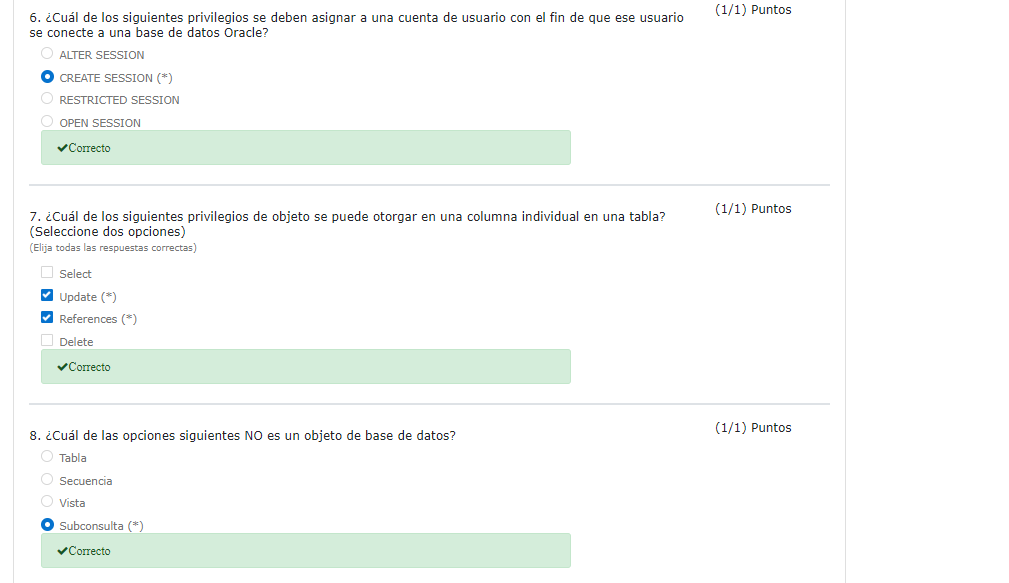 6. ¿Cuál de los siguientes privilegios se deben asignar a una cuenta de usuario con el fin de que ese usuario
se conecte a una base de datos Oracle?
(1/1) Puntos
ALTER SESSION
CREATE SESSION (*)
RESTRICTED SESSION
OPEN SESSION
Correcto
7. ¿Cuál de los siguientes privilegios de objeto se puede otorgar en una columna individual en una tabla?
(Seleccione dos opciones)
(1/1) Puntos
(Elija todas las respuestas correctas)
Select
Update (*)
References (*)
Delete
Correcto
8. ¿Cuál de las opciones siguientes NO es un objeto de base de datos?
(1/1) Puntos
Tabla
Secuencia
Vista
Subconsulta (*)
Correcto